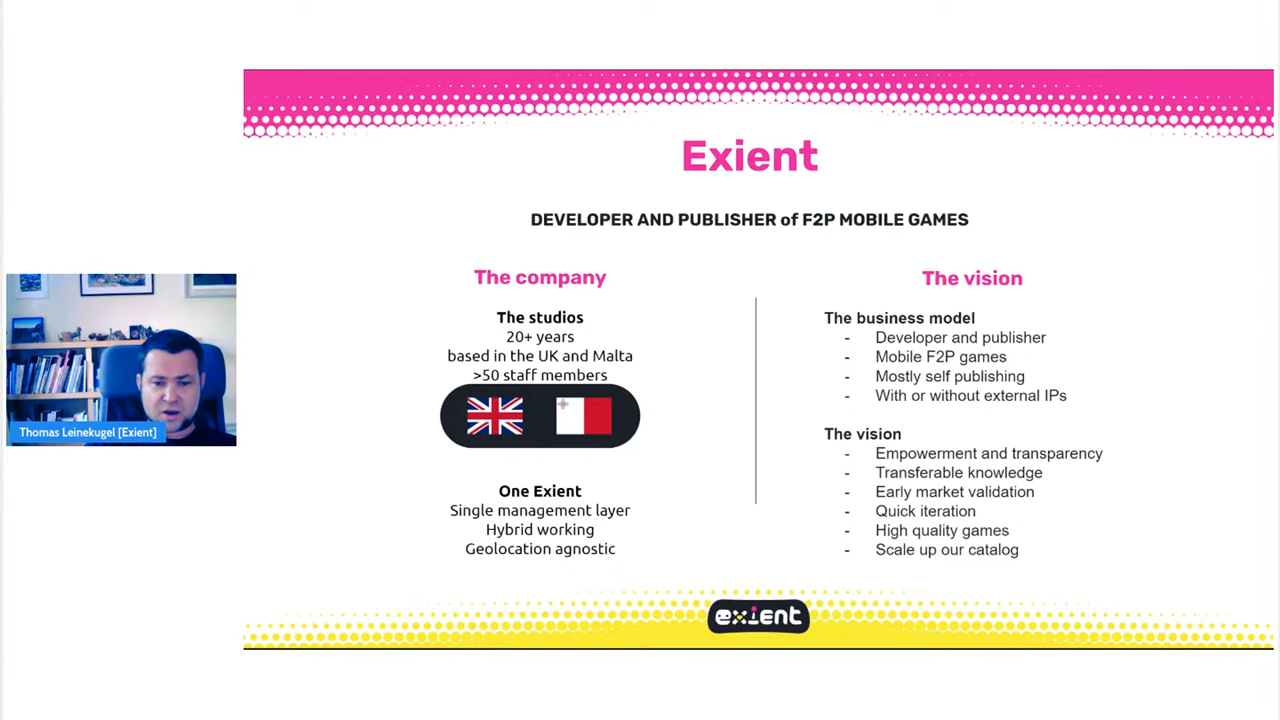 Exient
DEVELOPER AND PUBLISHER of F2P MOBILE GAMES
The company
The studios
20+ years
based in the UK and Malta
>50 staff members
One Exient
Single management layer
Hybrid working
Geolocation agnostic
The vision
The business model
- Developer and publisher
- Mobile F2P games
- Mostly self publishing
- With or without external IPs
The vision
- Empowerment and transparency
- Transferable knowledge
- Early market validation
- Quick iteration
- High quality games
- Scale up our catalog
Thomas Leinekugel [Exient]
exient